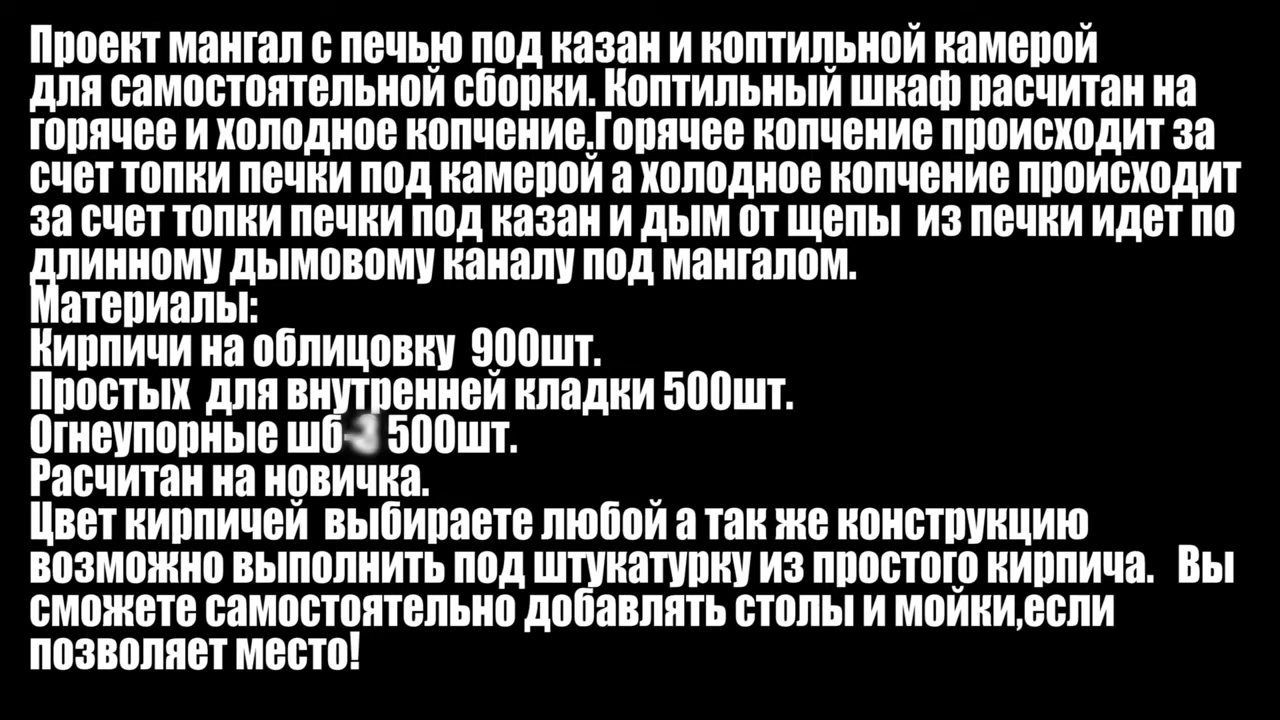 Проект мангал с печью под казан и коптильной камерой
для самостоятельной сборки. Коптильный шкаф расчитан на
горячее и холодное копчение.Горячее копчение происходит за
счет топки печки под камерой а холодное копчение происходит
за счет топки печки под казан и дым от щепы  из печки идет по
длинному дымовому каналу под мангалом.
Материалы:
Кирпичи на облицовку  900шт.
Простых  для внутренней кладки 500шт.
Огнеупорные шб 500шт.
Расчитан на новичка.
Цвет кирпичей  выбираете любой а так же конструкцию
возможно выполнить под штукатурку из простого кирпича.   Вы
сможете самостоятельно добавлять столы и мойки,если
позволяет место!